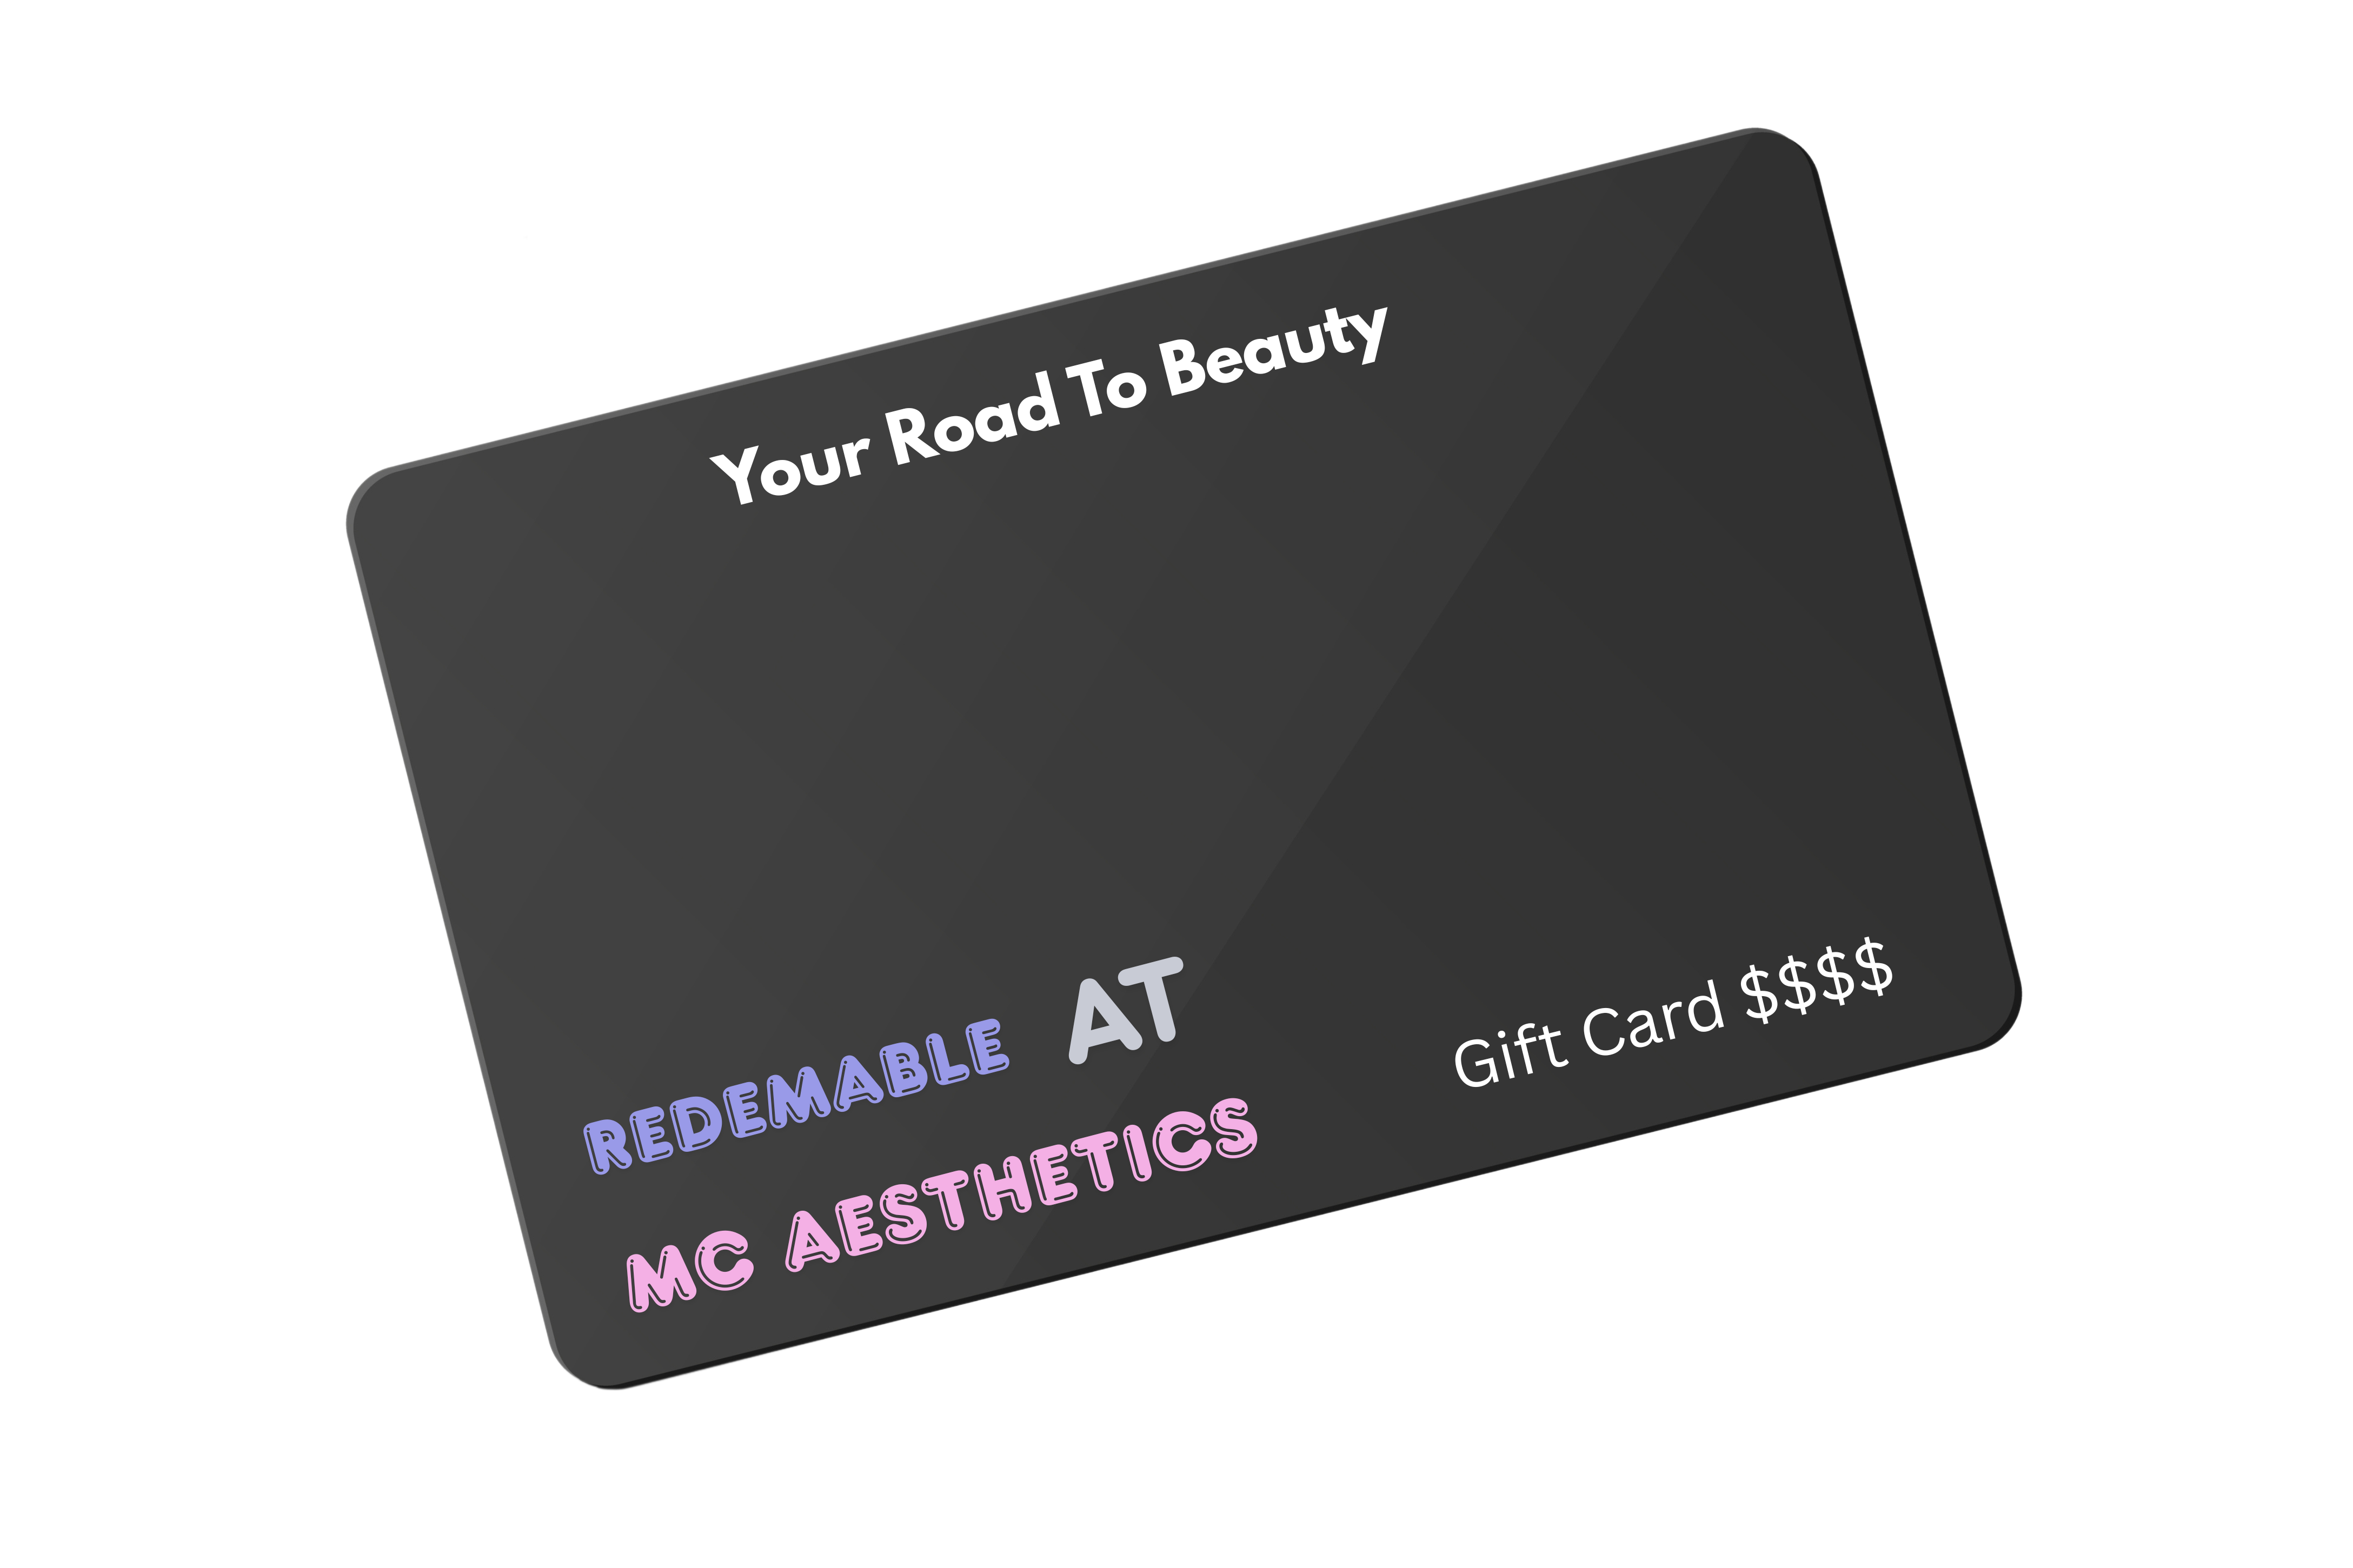 Your Road To Beauty
REDEMABLE AT
MC AESTHETICS
Gift Card $$$$